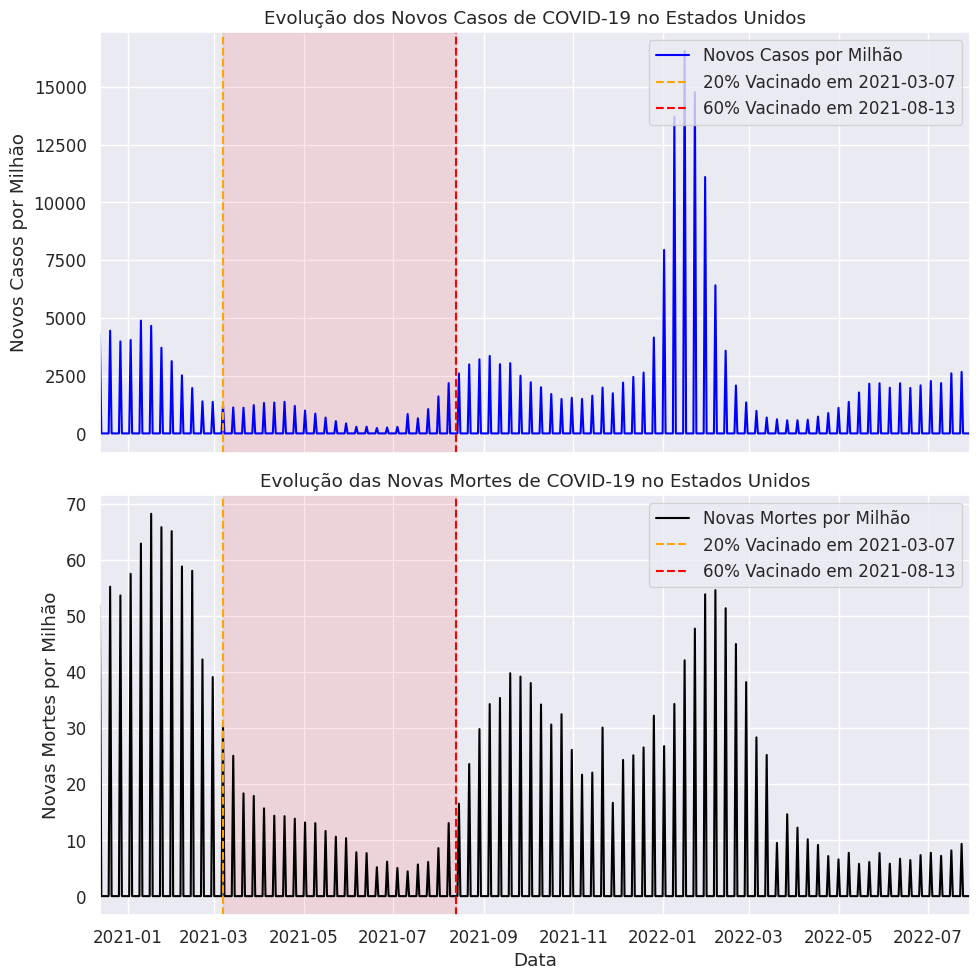 Evolução dos Novos Casos de COVID-19 no Estados Unidos
Novos Casos por Milhão
15000
12500
10000
7500
5000
2500
0
Novos Casos por Milhão
20% Vacinado em 2021-03-07
60% Vacinado em 2021-08-13
Evolução das Novas Mortes de COVID-19 no Estados Unidos
Novas Mortes por Milhão
70
60
50
40
30
20
10
0
Novas Mortes por Milhão
20% Vacinado em 2021-03-07
60% Vacinado em 2021-08-13
2021-01 2021-03 2021-05 2021-07 2021-09 2021-11 2022-01 2022-03 2022-05 2022-07
Data